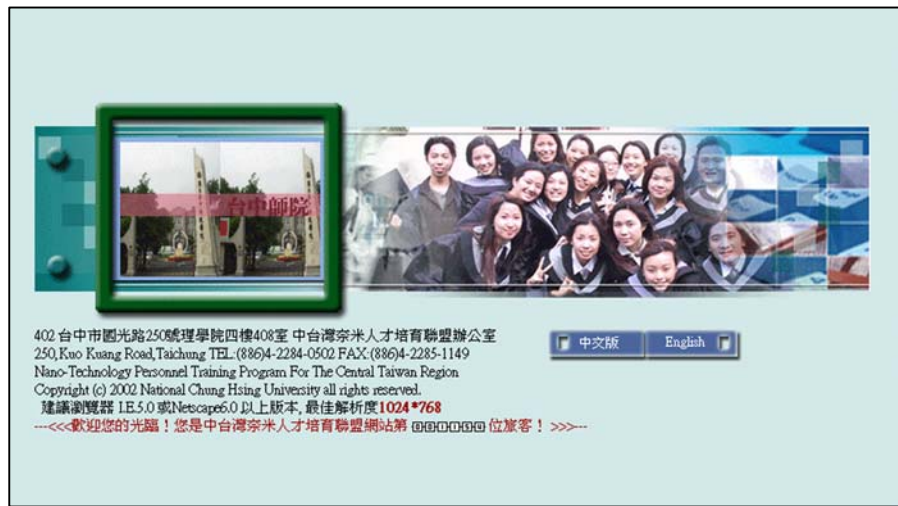 台中師院
402 台中市國光路250號理學院四樓408室 中台灣奈米人才培育聯盟辦公室
250,Kuo Kuang Road,Taichung TEL:(886)4-2284-0502 FAX:(886)4-2285-1149
Nano-Technology Personnel Training Program For The Central Taiwan Region
Copyright (c) 2002 National Chung Hsing University all rights reserved.
建議瀏覽器 I.E.5.0 或Netscape6.0 以上版本, 最佳解析度1024*768
---<<<歡迎您的光臨！您是中台灣奈米人才培育聯盟網站第 位旅客！ >>>---
中文版
English